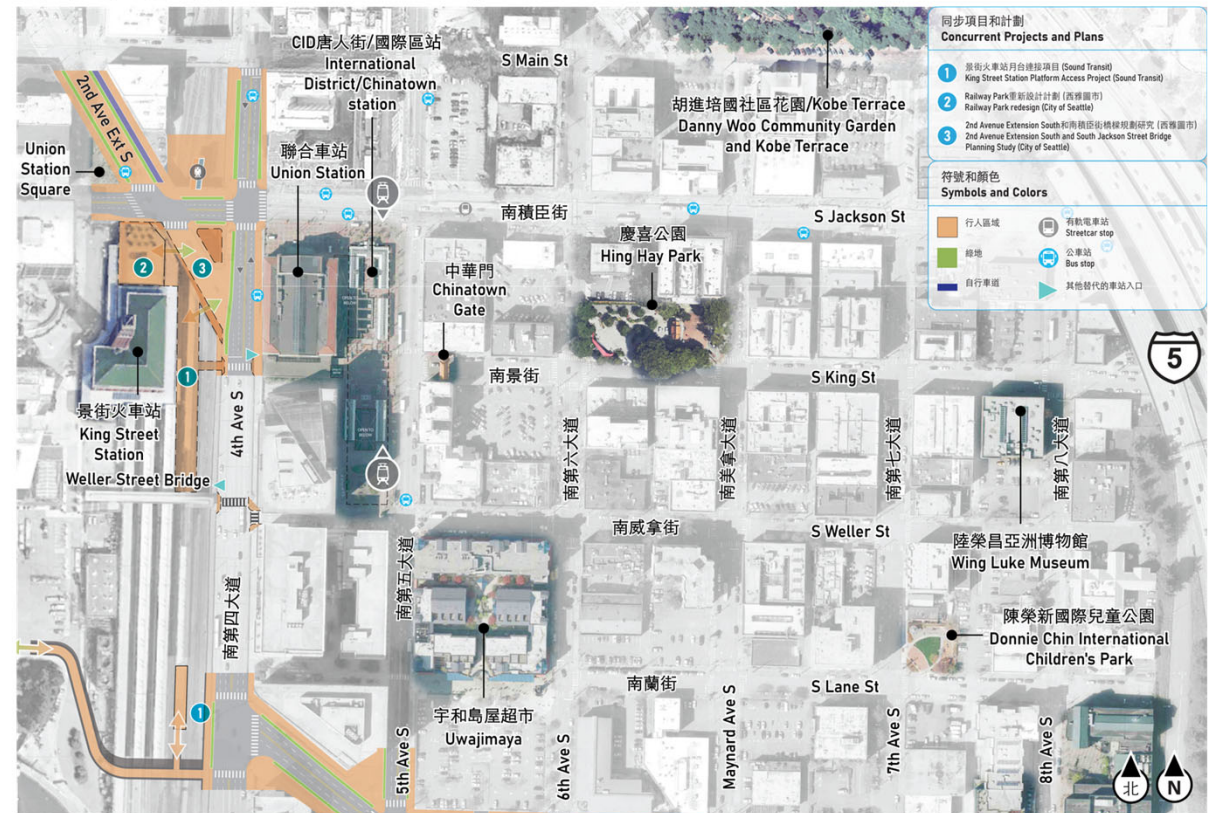 同步項目和計劃
Concurrent Projects and Plans
1
景街火車站月台連接項目 (Sound Transit)
King Street Station Platform Access Project (Sound Transit)
2
Railway Park重新設計計劃 (西雅圖市)
Railway Park redesign (City of Seattle)
3
2nd Avenue Extension South和南積臣街橋樑規劃研究 (西雅圖市)
2nd Avenue Extension South and South Jackson Street Bridge
Planning Study (City of Seattle)
符號和顏色
Symbols and Colors
行人區域
綠地
自行車道
有軌電車站
Streetcar stop
公車站
Bus stop
其他替代的車站入口
CID唐人街/國際區站
International
District/Chinatown
station
S Main St
胡進培國社區花園/Kobe Terrace
Danny Woo Community Garden
and Kobe Terrace
2nd Ave Ext S
Union
Station
Square
聯合車站
Union Station
南積臣街
S Jackson St
慶喜公園
Hing Hay Park
中華門
Chinatown
Gate
2
3
1
OPEN TO
BELOW
南景街
S King St
5
景街火車站
King Street
Station
Weller Street Bridge
4th Ave S
OPEN TO
BELOW
南第六大道
南美拿大道
南第七大道
南第八大道
南威拿街
S Weller St
陸榮昌亞洲博物館
Wing Luke Museum
南第四大道
南第五大道
陳榮新國際兒童公園
Donnie Chin International
Children's Park
南蘭街
S Lane St
宇和島屋超市
Uwajimaya
1
5th Ave S
6th Ave S
Maynard Ave S
7th Ave S
8th Ave S
北
N